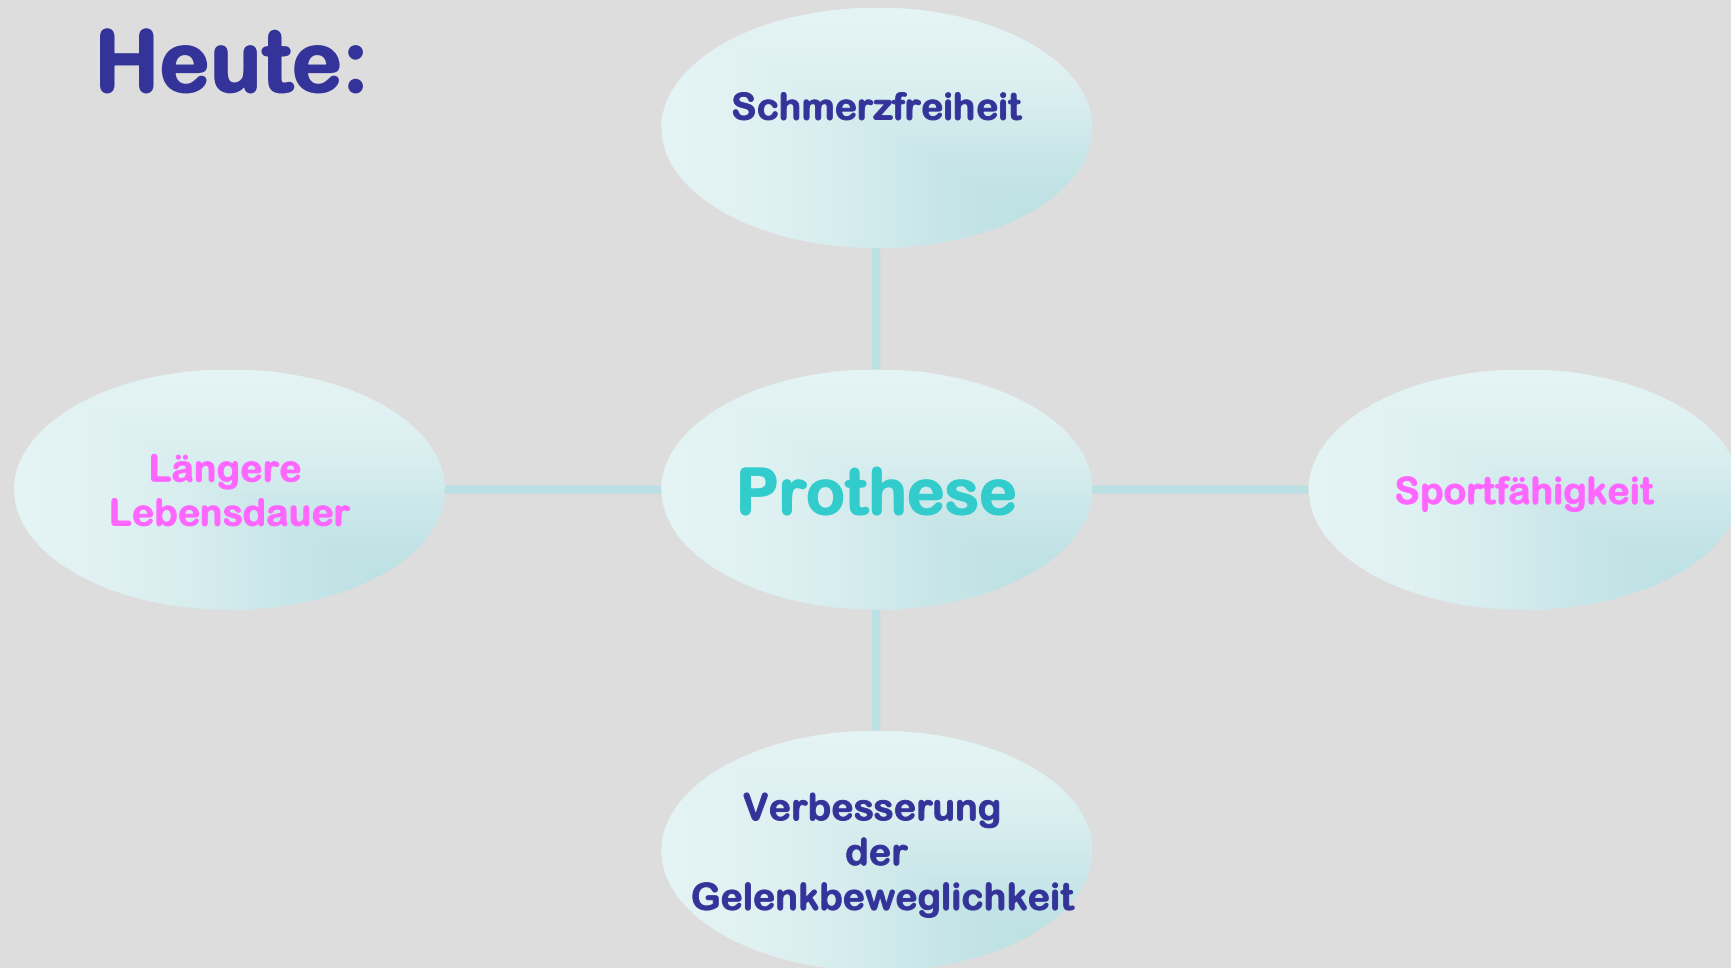 Heute:
Schmerzfreiheit
Längere
Lebensdauer
Prothese
Sportfähigkeit
Verbesserung
der
Gelenkbeweglichkeit